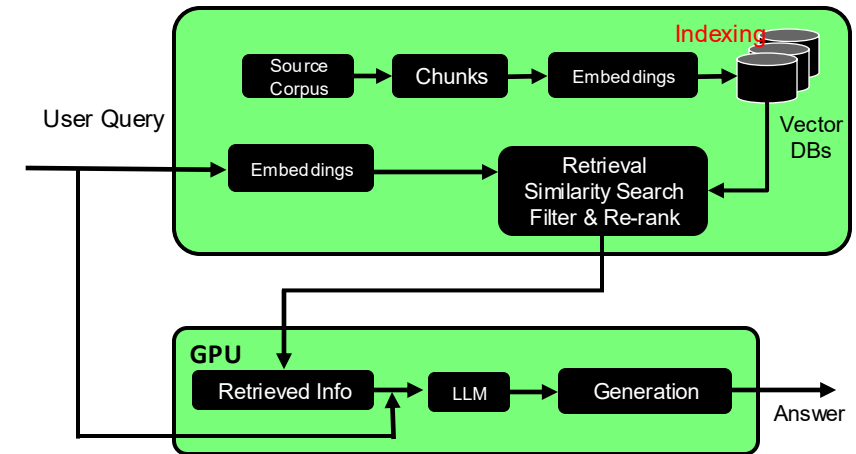 Indexing
Source
Corpus
Chunks
Embeddings
User Query
Vector
DBs
Embeddings
Retrieval
Similarity Search
Filter & Re-rank
GPU
Retrieved Info
LLM
Generation
Answer